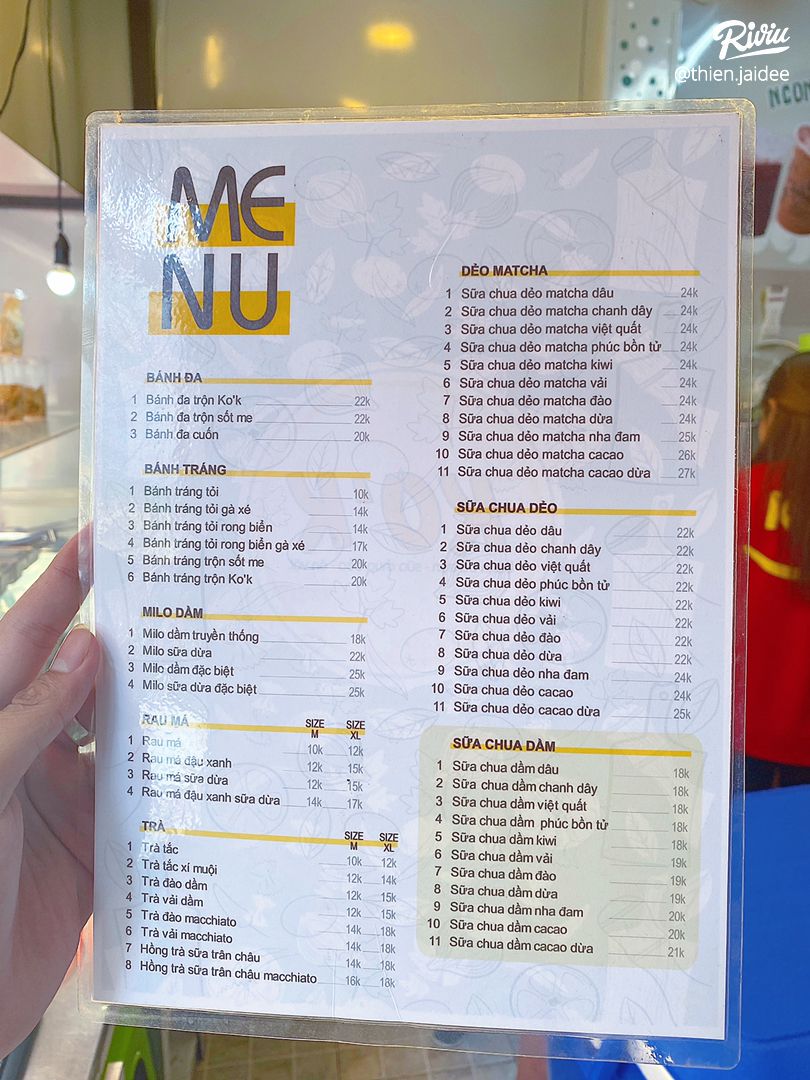 Riviu
@thien.jaidee
NCON
ME
NU
BÁNH ĐA
1 Bánh đa trộn Ko'k 22k
2 Bánh đa trộn sốt me 22k
3 Bánh đa cuốn 20k
BÁNH TRÁNG
1 Bánh tráng tỏi 10k
2 Bánh tráng tỏi gà xé 14k
3 Bánh tráng tỏi rong biển 14k
4 Bánh tráng tỏi rong biển gà xé 17k
5 Bánh tráng trộn sốt me 20k
6 Bánh tráng trộn Ko'k 20k
MILO DẦM
1 Milo dầm truyền thống 18k
2 Milo sữa dừa 22k
3 Milo dầm đặc biệt 25k
4 Milo sữa dừa đặc biệt 25k
RAU MÁ SIZE M SIZE XL
1 Rau má 10k 12k
2 Rau má đậu xanh 12k 15k
3 Rau má sữa dừa 12k 15k
4 Rau má đậu xanh sữa dừa 14k 17k
TRÀ SIZE M SIZE XL
1 Trà tắc 10k 12k
2 Trà tắc xí muội 12k 14k
3 Trà đào dầm 12k 15k
4 Trà vải dầm 12k 15k
5 Trà đào macchiato 14k 18k
6 Trà vải macchiato 14k 18k
7 Hồng trà sữa trân châu 14k 18k
8 Hồng trà sữa trân châu macchiato 16k 18k
DẺO MATCHA
1 Sữa chua dẻo matcha dâu 24k
2 Sữa chua dẻo matcha chanh dây 24k
3 Sữa chua dẻo matcha việt quất 24k
4 Sữa chua dẻo matcha phúc bồn tử 24k
5 Sữa chua dẻo matcha kiwi 24k
6 Sữa chua dẻo matcha vải 24k
7 Sữa chua dẻo matcha đào 24k
8 Sữa chua dẻo matcha dừa 24k
9 Sữa chua dẻo matcha nha đam 25k
10 Sữa chua dẻo matcha cacao 26k
11 Sữa chua dẻo matcha cacao dừa 27k
SỮA CHUA DẺO
1 Sữa chua dẻo dâu 22k
2 Sữa chua dẻo chanh dây 22k
3 Sữa chua dẻo việt quất 22k
4 Sữa chua dẻo phúc bồn tử 22k
5 Sữa chua dẻo kiwi 22k
6 Sữa chua dẻo vải 22k
7 Sữa chua dẻo đào 22k
8 Sữa chua dẻo dừa 22k
9 Sữa chua dẻo nha đam 24k
10 Sữa chua dẻo cacao 24k
11 Sữa chua dẻo cacao dừa 25k
SỮA CHUA DẦM
1 Sữa chua dầm dâu 18k
2 Sữa chua dầm chanh dây 18k
3 Sữa chua dầm việt quất 18k
4 Sữa chua dầm phúc bồn tử 18k
5 Sữa chua dầm kiwi 18k
6 Sữa chua dầm vải 19k
7 Sữa chua dầm đào 19k
8 Sữa chua dầm dừa 19k
9 Sữa chua dầm nha đam 20k
10 Sữa chua dầm cacao 20k
11 Sữa chua dầm cacao dừa 21k